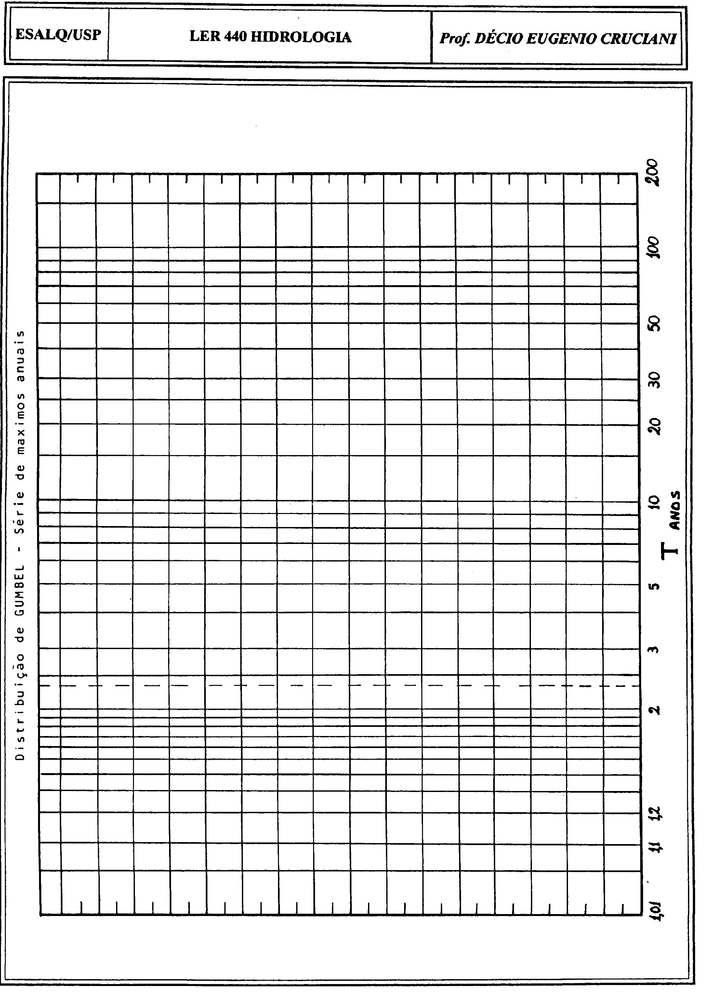 ESALQ/USP
LER 440 HIDROLOGIA
Prof. DÉCIO EUGENIO CRUCIANI
Distribuição de GUMBEL - Série de maximos anuais
1,01
1,1
1,2
2
3
5
10
20
30
50
100
200
T ANOS